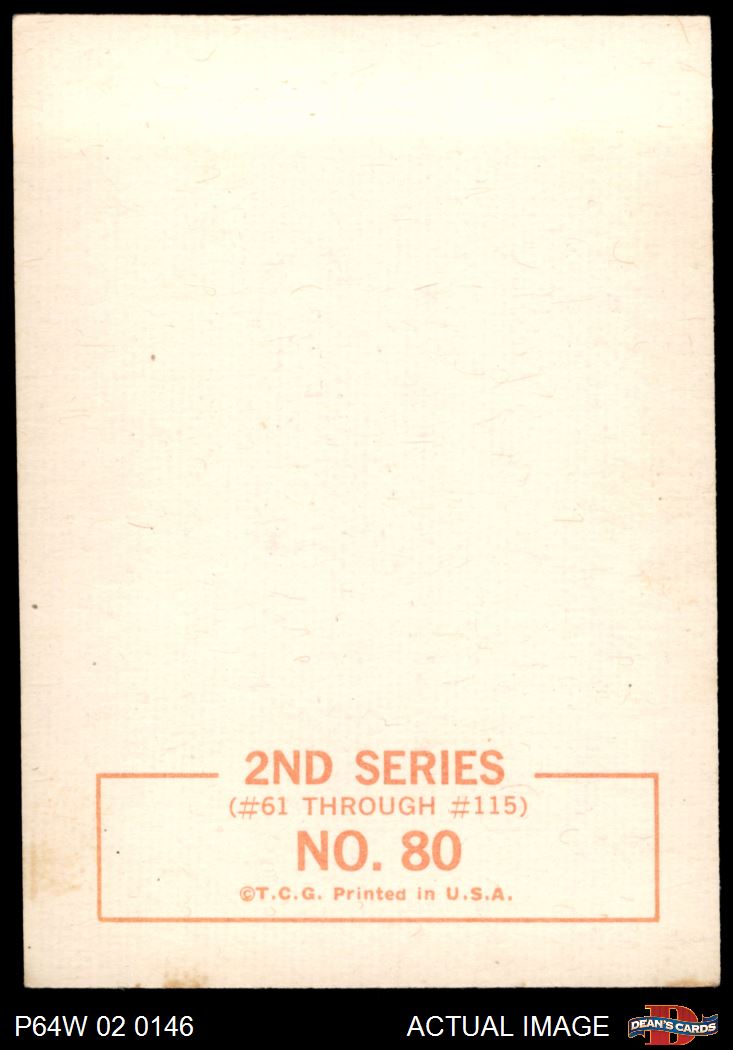 2ND SERIES
(#61 THROUGH #115)
NO. 80
©T.C.G. Printed in U.S.A.
P64W 02 0146
ACTUAL IMAGE
D
DEAN'S CARDS